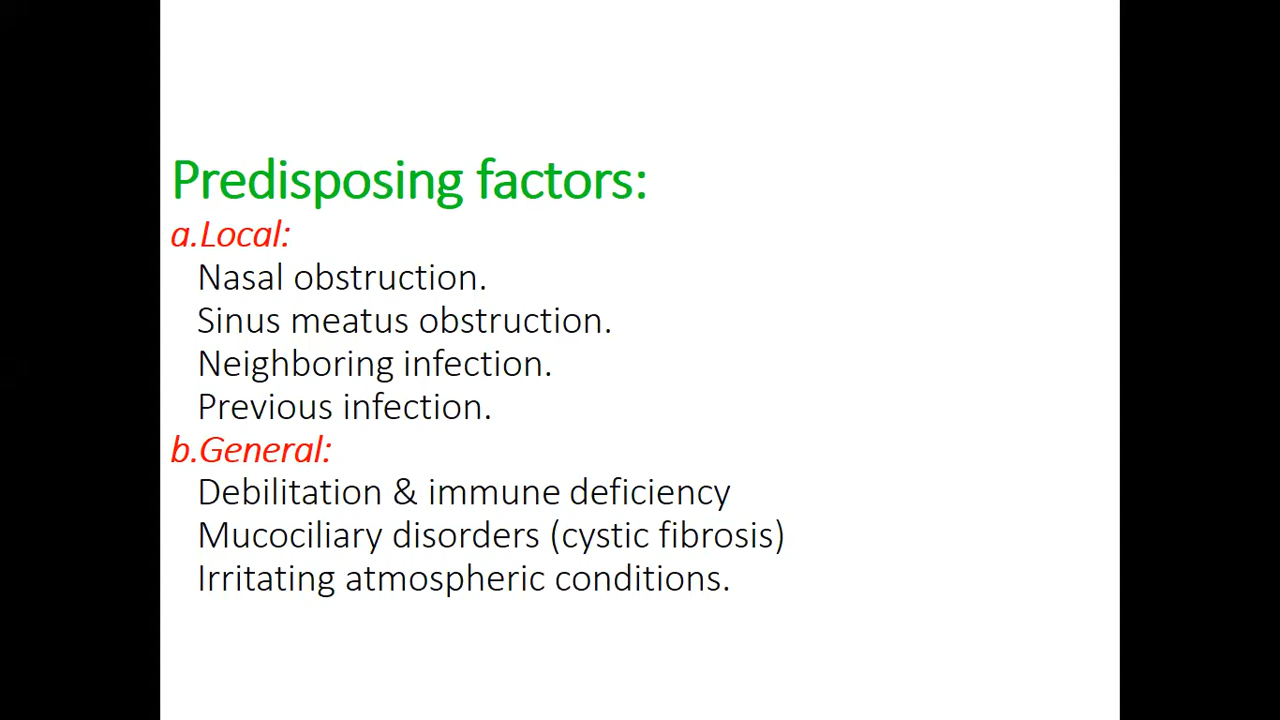 Predisposing factors:
a.Local:
Nasal obstruction.
Sinus meatus obstruction.
Neighboring infection.
Previous infection.
b.General:
Debilitation & immune deficiency
Mucociliary disorders (cystic fibrosis)
Irritating atmospheric conditions.